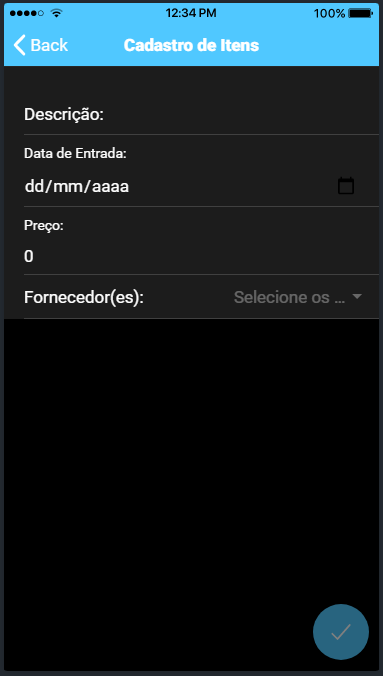 12:34 PM 100%
Back Cadastro de Itens
Descrição:
Data de Entrada:
dd/mm/aaaa
Preço:
0
Fornecedor(es): Selecione os ...